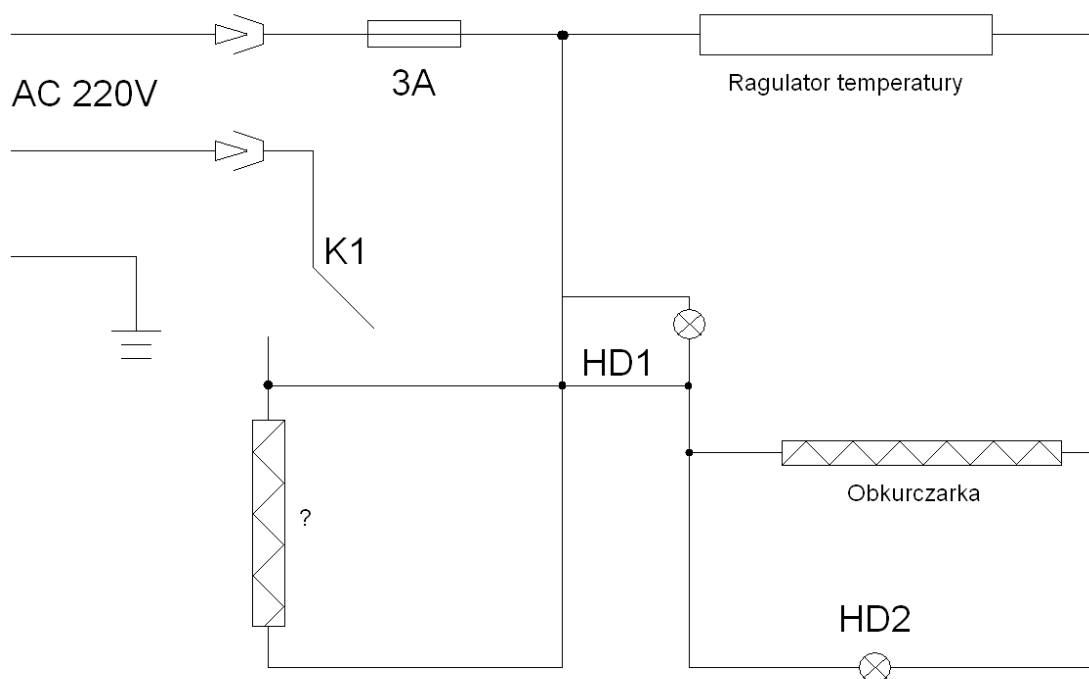 3A
Ragulator temperatury
AC 220V
K1
HD1
?
Obkurczarka
HD2